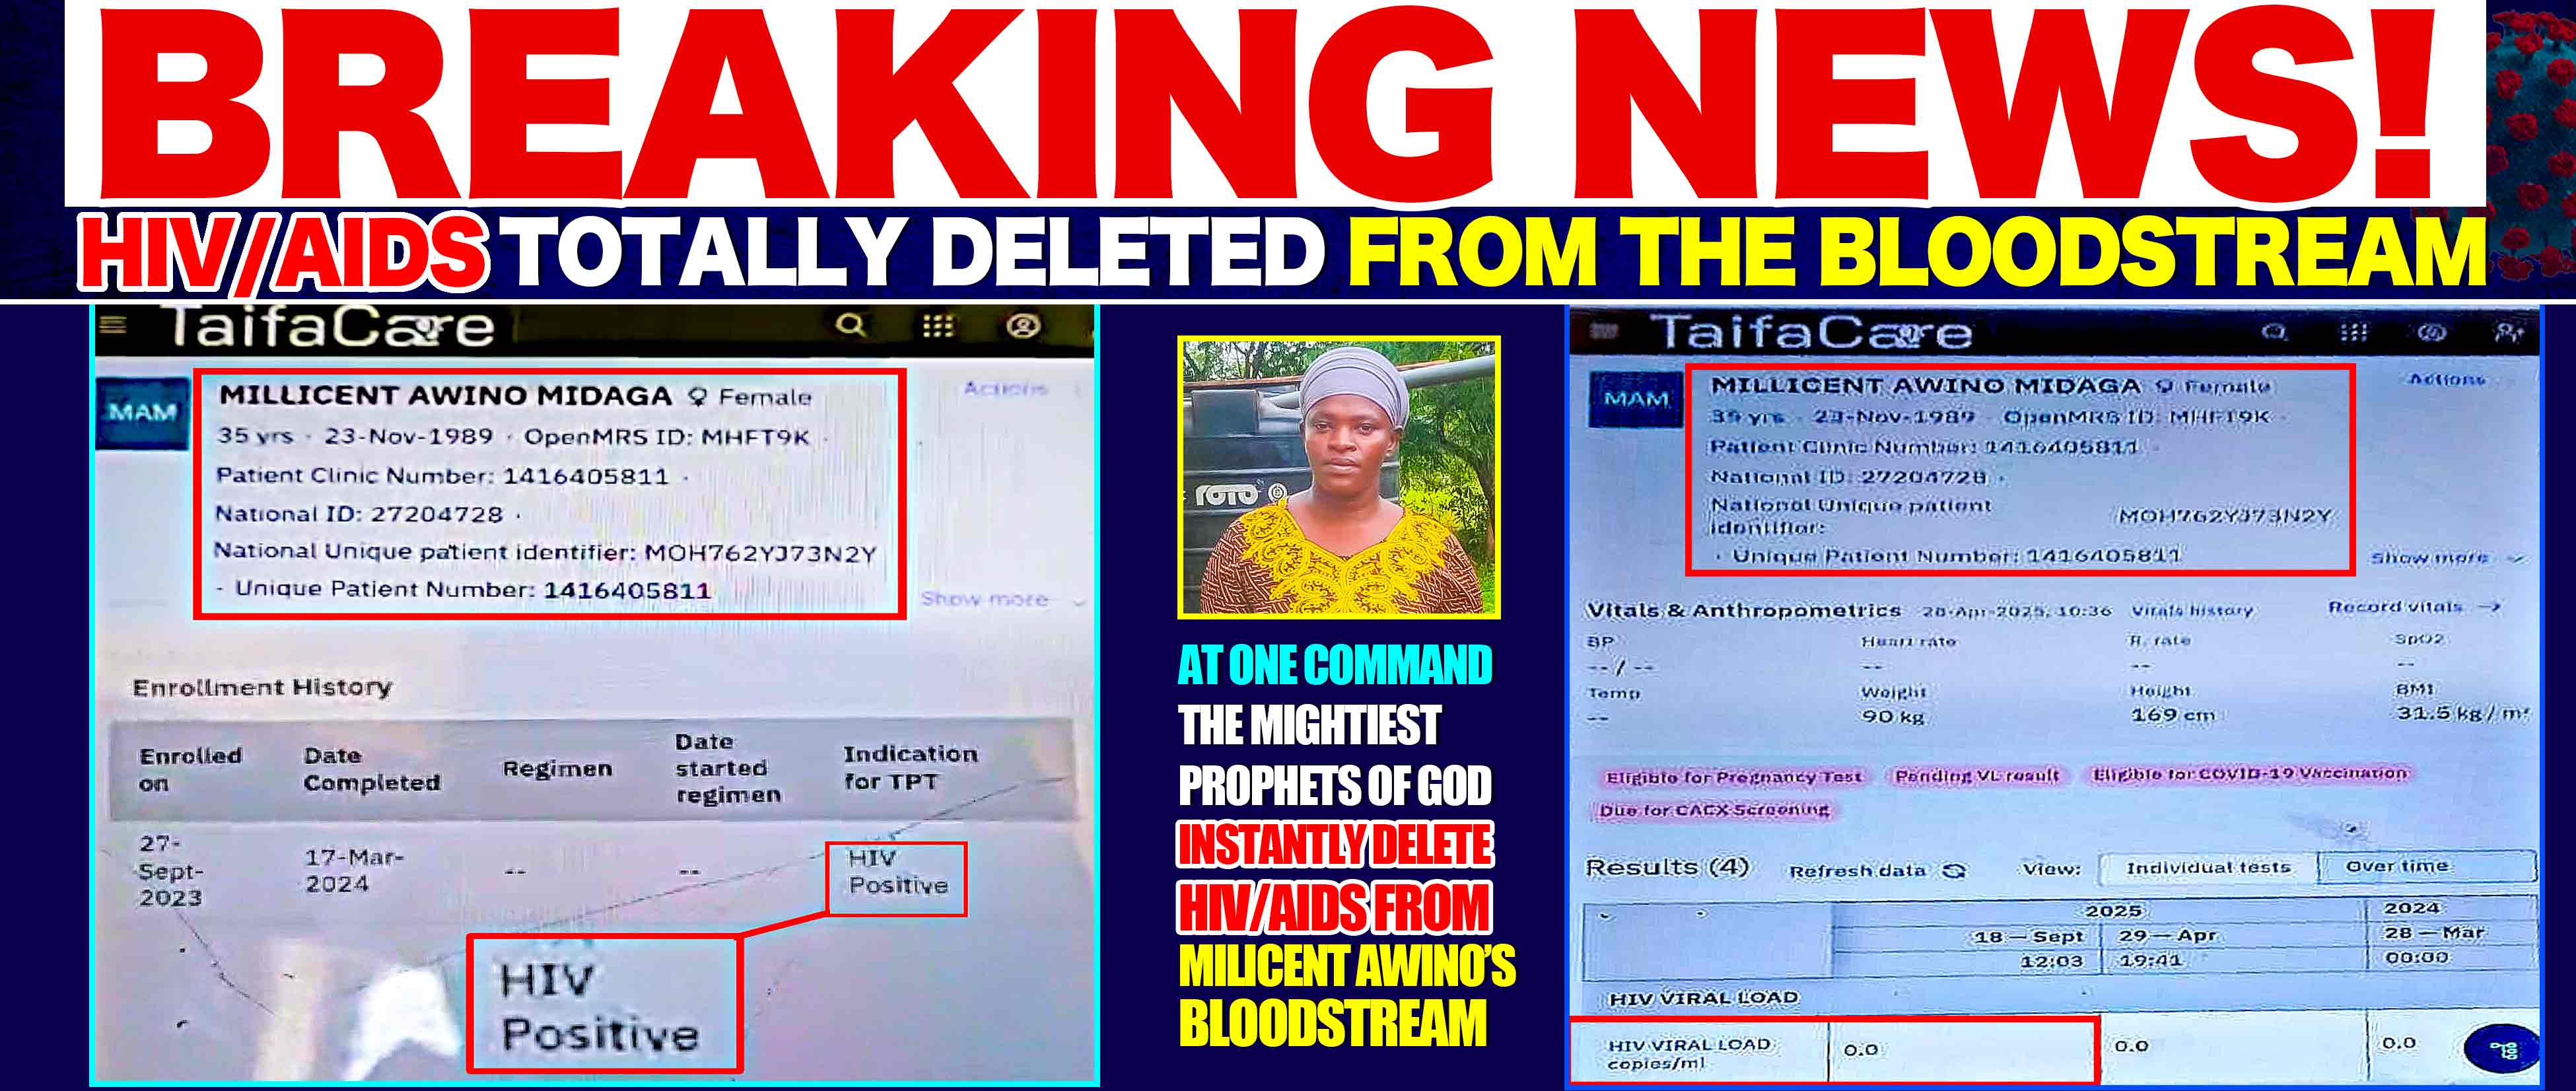 BREAKING NEWS!
HIV/AIDS TOTALLY DELETED FROM THE BLOODSTREAM
TaifaCare
MAM
MILLICENT AWINO MIDAGA ♀ Female
Actions
35 yrs · 23-Nov-1989 · OpenMRS ID: MHFT9K ·
Patient Clinic Number: 1416405811 ·
National ID: 27204728 ·
National Unique patient identifier: MOH762YJ73N2Y
· Unique Patient Number: 1416405811
Show more
Enrollment History
Enrolled on
Date Completed
Regimen
Date started regimen
Indication for TPT
27-Sept-2023
17-Mar-2024
--
--
HIV Positive
HIV
Positive
ROTO
AT ONE COMMAND
THE MIGHTIEST
PROPHETS OF GOD
INSTANTLY DELETE
HIV/AIDS FROM
MILICENT AWINO'S
BLOODSTREAM
TaifaCare
MAM
MILLICENT AWINO MIDAGA ♀ Female
Actions
35 yrs · 23-Nov-1989 · OpenMRS ID: MHFT9K ·
Patient Clinic Number: 1416405811 ·
National ID: 27204728 ·
National Unique patient identifier: MOH762YJ73N2Y
· Unique Patient Number: 1416405811
Show more
Vitals & Anthropometrics 28-Apr-2025, 10:36 Vitals history Record vitals →
BP Heart rate R. rate SpO2
-- / -- -- -- --
Temp Weight Height BMI
-- 90 kg 169 cm 31.5 kg / m²
Eligible for Pregnancy Test Pending VL result Eligible for COVID-19 Vaccination
Due for CACX Screening
Results (4) Refresh data View: Individual tests Over time
2025 2024
18 — Sept 29 — Apr 28 — Mar
12:03 19:41 00:00
HIV VIRAL LOAD
HIV VIRAL LOAD 0.0 0.0 0.0
copies/ml